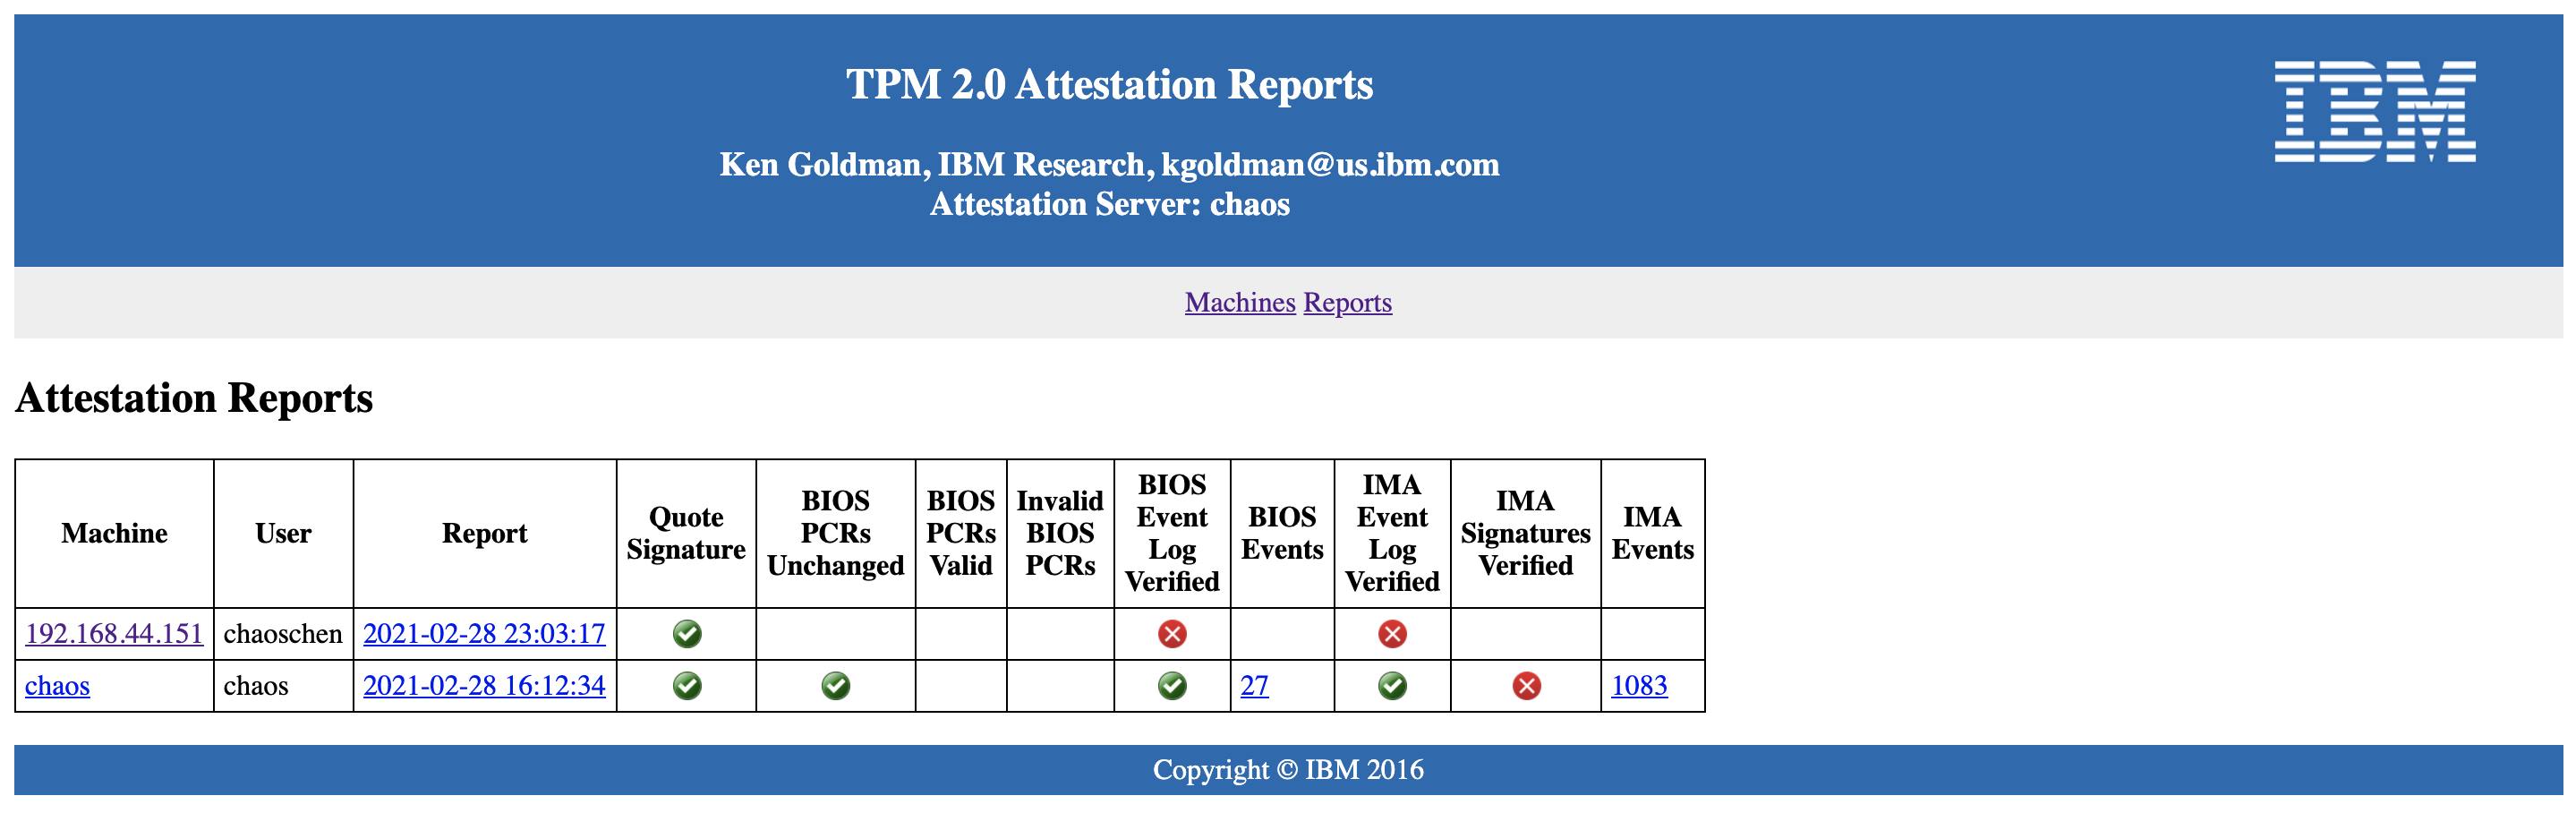 TPM 2.0 Attestation Reports
IBM
Ken Goldman, IBM Research, kgoldman@us.ibm.com
Attestation Server: chaos
Machines Reports
Attestation Reports
Machine User Report Quote Signature BIOS PCRs Unchanged BIOS PCRs Valid Invalid BIOS PCRs BIOS Event Log Verified BIOS Events IMA Event Log Verified IMA Signatures Verified IMA Events
192.168.44.151 chaoschen 2021-02-28 23:03:17
chaos chaos 2021-02-28 16:12:34 27 1083
Copyright © IBM 2016